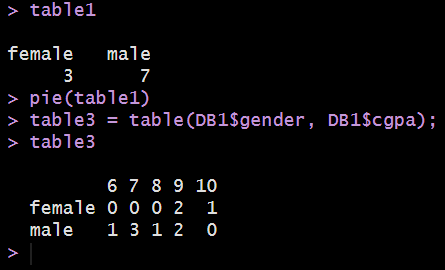 > table1
female   male
     3      7
> pie(table1)
> table3 = table(DB1$gender, DB1$cgpa);
> table3
         6 7 8 9 10
  female 0 0 0 2  1
  male   1 3 1 2  0
>